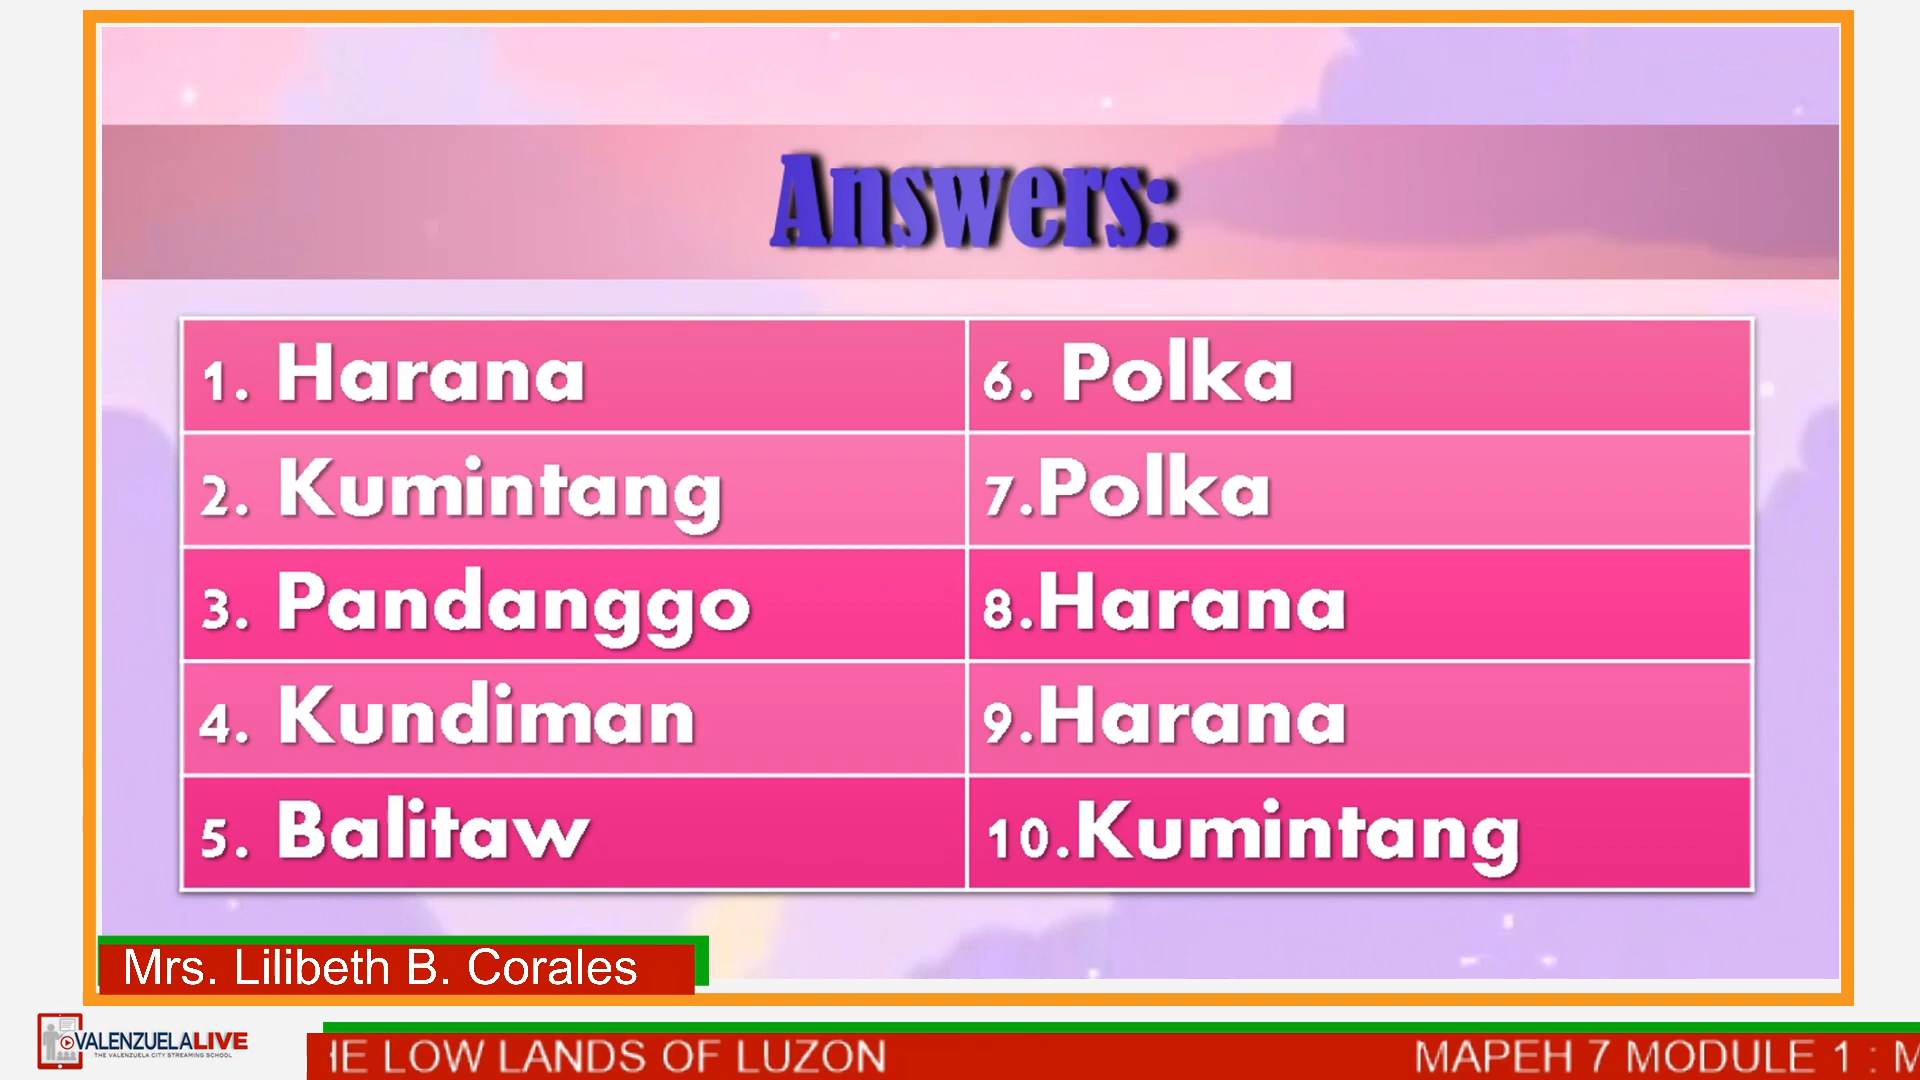 Answers:
1. Harana
2. Kumintang
3. Pandanggo
4. Kundiman
5. Balitaw
6. Polka
7.Polka
8.Harana
9.Harana
10.Kumintang
Mrs. Lilibeth B. Corales
VALENZUELALIVE
THE VALENZUELA CITY STREAMING SCHOOL
LOW LANDS OF LUZON
MAPEH 7 MODULE 1 :